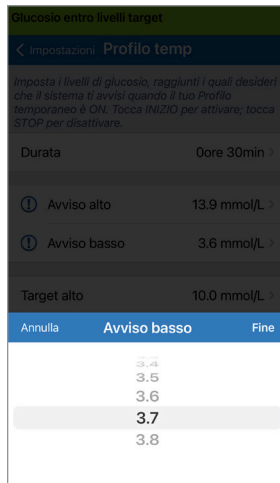 Glucosio entro livelli target
< Impostazioni Profilo temp
Imposta i livelli di glucosio, raggiunti i quali desideri
che il sistema ti avvisi quando il tuo Profilo
temporaneo è ON. Tocca INIZIO per attivare; tocca
STOP per disattivare.
Durata 0ore 30min >
Avviso alto 13.9 mmol/L >
Avviso basso 3.6 mmol/L >
Target alto 10.0 mmol/L >
Annulla Avviso basso Fine
3.4
3.5
3.6
3.7
3.8